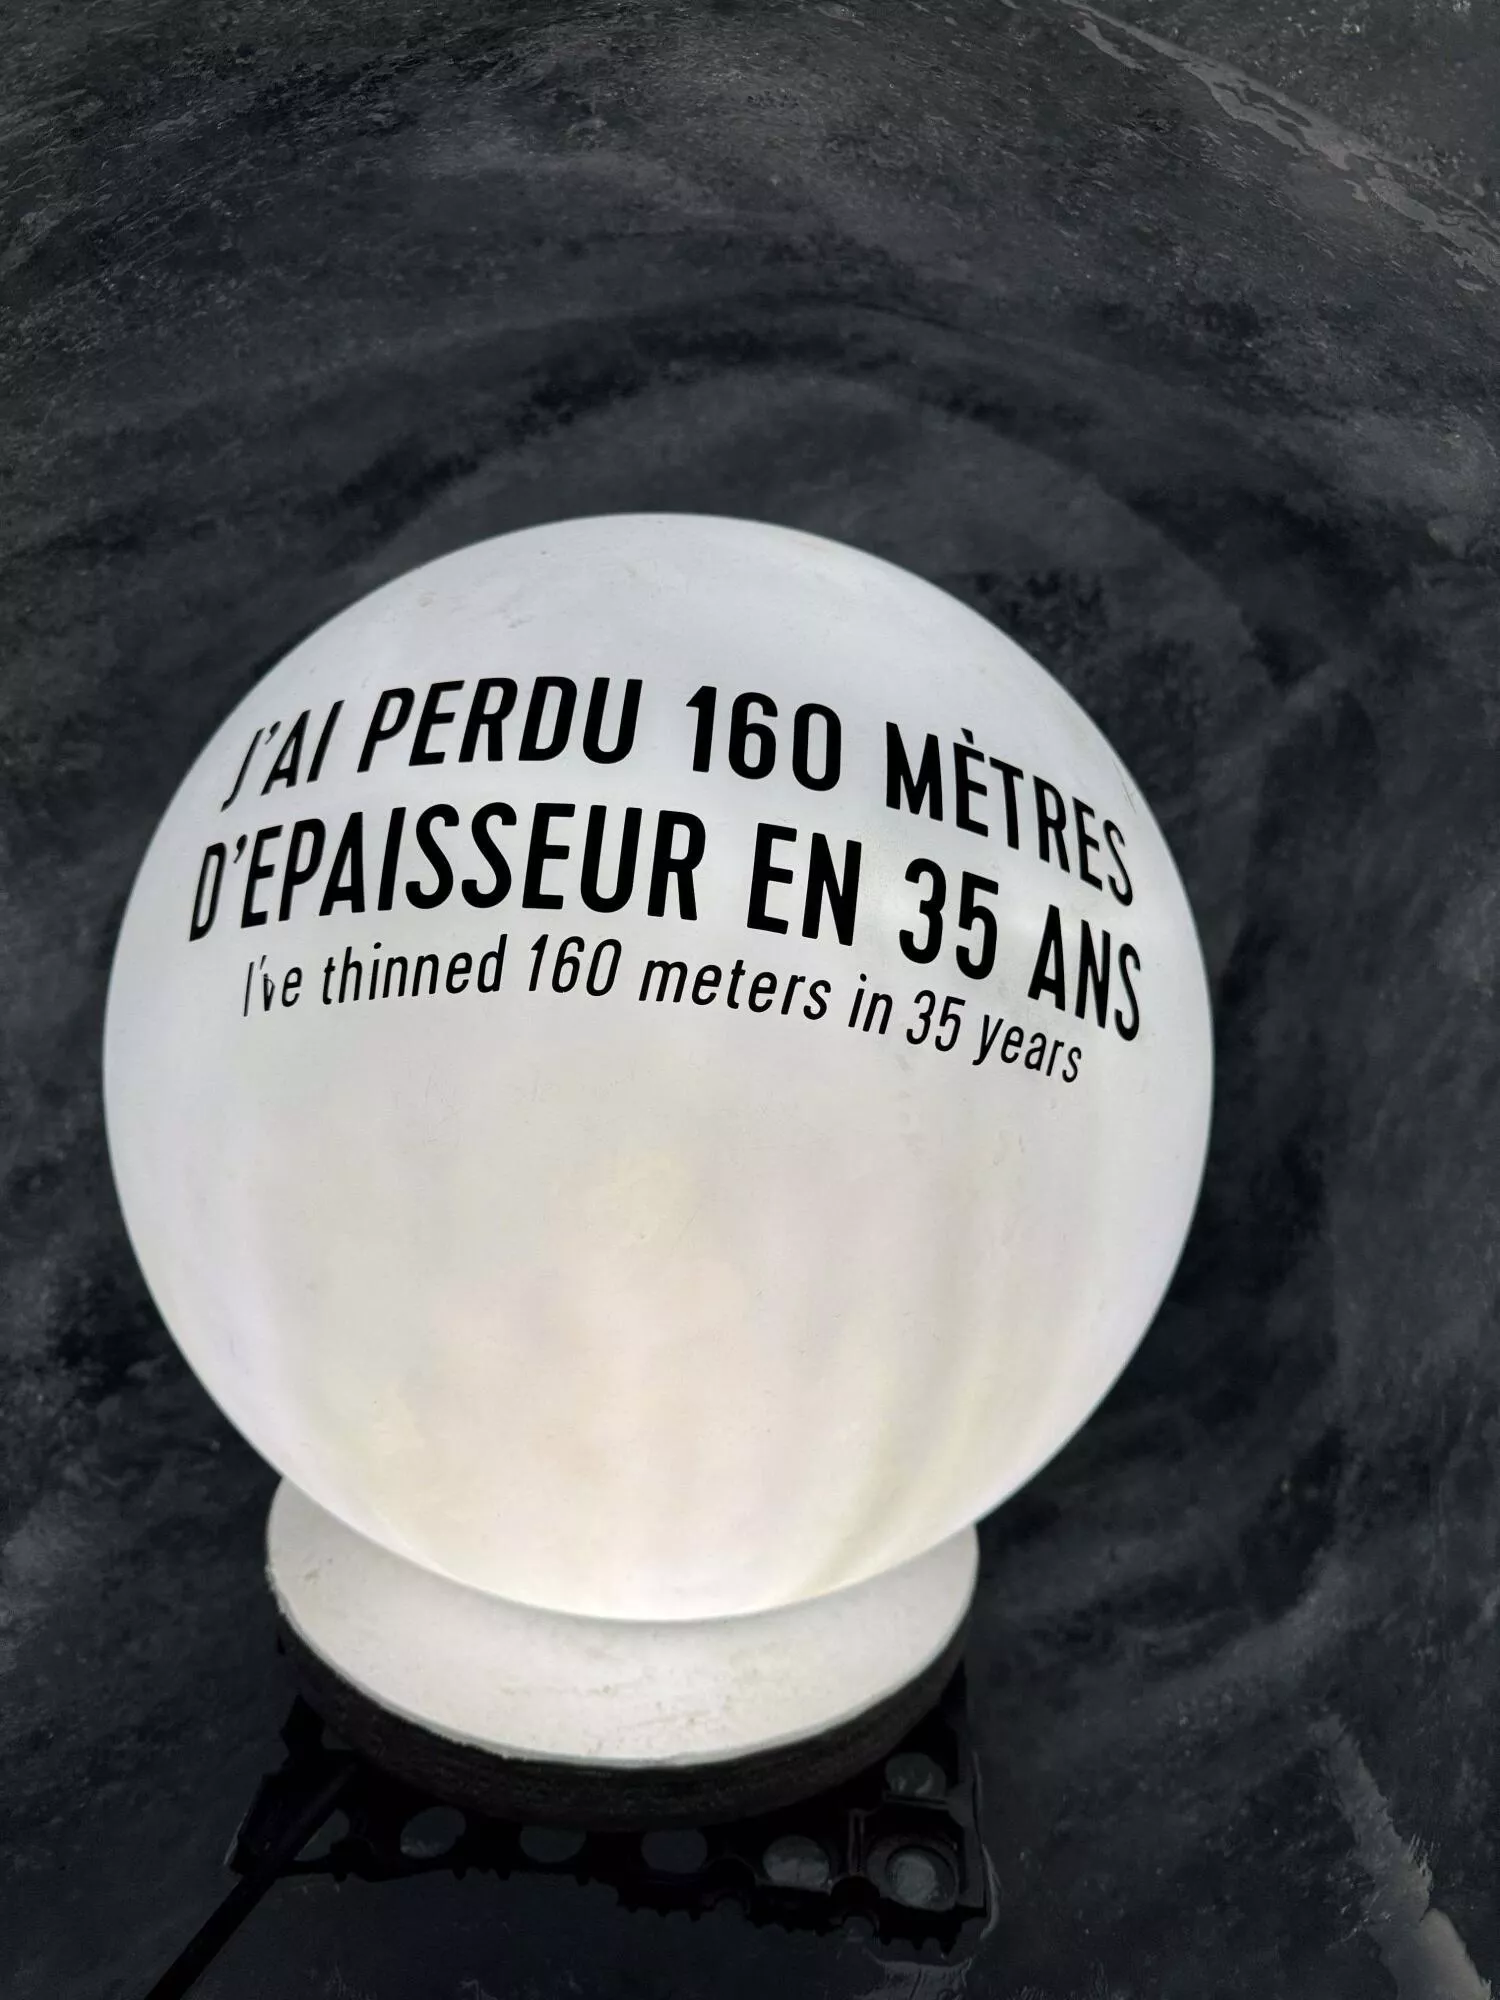 J'AI PERDU 160 MÈTRES
D'EPAISSEUR EN 35 ANS
I've thinned 160 meters in 35 years